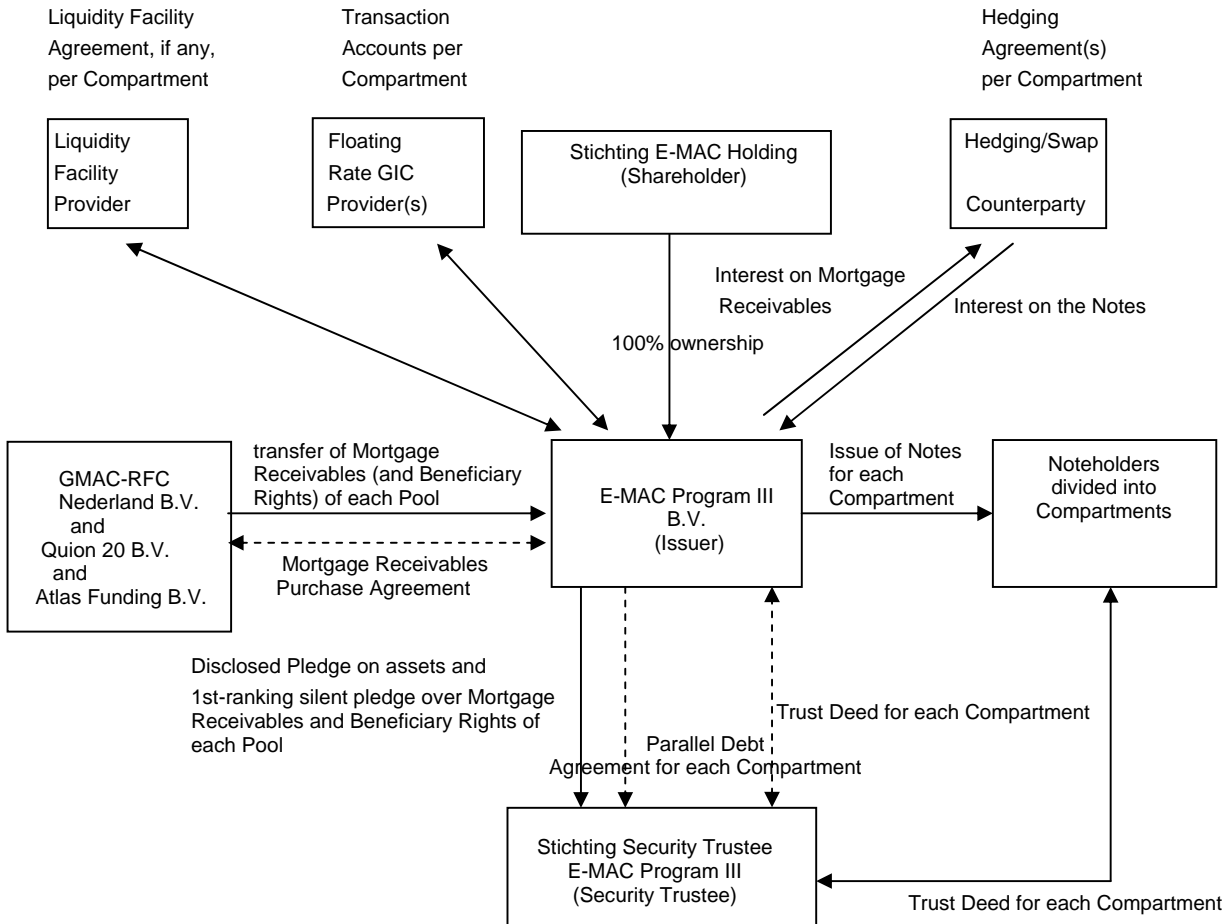 Liquidity Facility
Agreement, if any,
per Compartment
Transaction
Accounts per
Compartment
Hedging
Agreement(s)
per Compartment
Liquidity
Facility
Provider
Floating
Rate GIC
Provider(s)
Stichting E-MAC Holding
(Shareholder)
Hedging/Swap
Counterparty
Interest on Mortgage
Receivables
Interest on the Notes
100% ownership
GMAC-RFC
Nederland B.V.
and
Quion 20 B.V.
and
Atlas Funding B.V.
transfer of Mortgage
Receivables (and Beneficiary
Rights) of each Pool
Mortgage Receivables
Purchase Agreement
E-MAC Program III
B.V.
(Issuer)
Issue of Notes
for each
Compartment
Noteholders
divided into
Compartments
Disclosed Pledge on assets and
1st-ranking silent pledge over Mortgage
Receivables and Beneficiary Rights of
each Pool
Parallel Debt
Agreement for each Compartment
Trust Deed for each Compartment
Stichting Security Trustee
E-MAC Program III
(Security Trustee)
Trust Deed for each Compartment